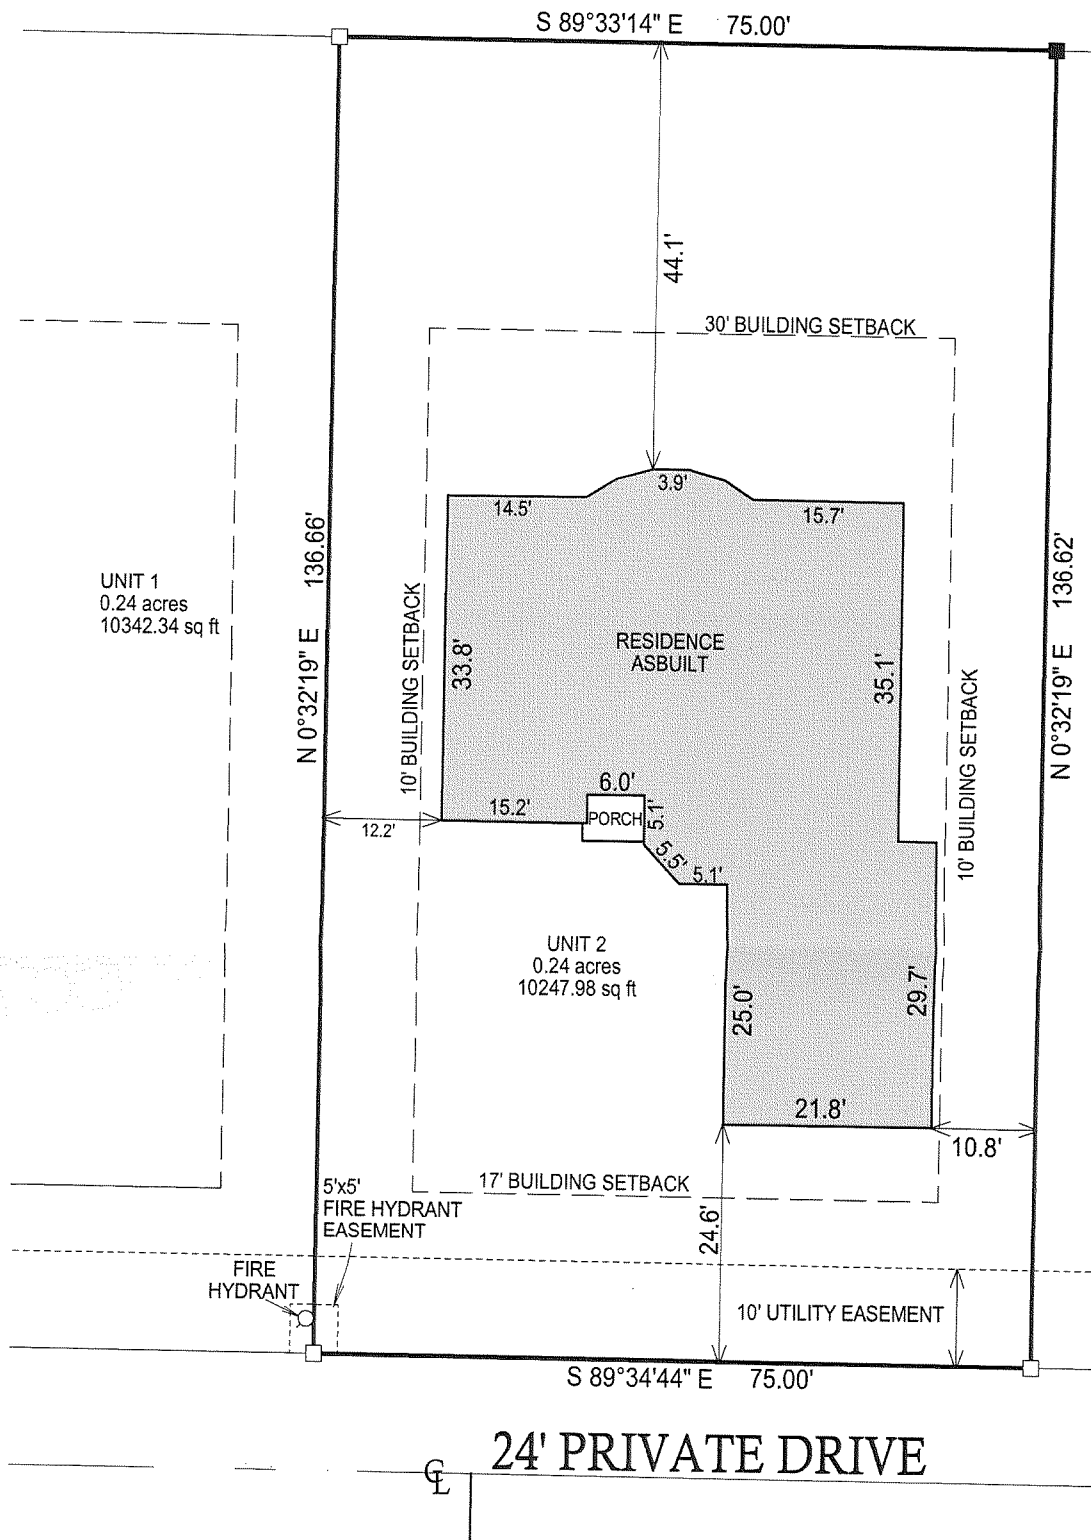 S 89°33'14" E 75.00'
44.1'
30' BUILDING SETBACK
3.9'
14.5'
15.7'
136.66'
N 0°32'19" E
136.62'
N 0°32'19" E
UNIT 1
0.24 acres
10342.34 sq ft
10' BUILDING SETBACK
33.8'
RESIDENCE
ASBUILT
35.1'
10' BUILDING SETBACK
6.0'
15.2'
PORCH
5.1'
12.2'
5.5'
5.1'
UNIT 2
0.24 acres
10247.98 sq ft
25.0'
29.7'
21.8'
10.8'
17' BUILDING SETBACK
24.6'
5'x5'
FIRE HYDRANT
EASEMENT
FIRE
HYDRANT
10' UTILITY EASEMENT
S 89°34'44" E 75.00'
24' PRIVATE DRIVE
℄